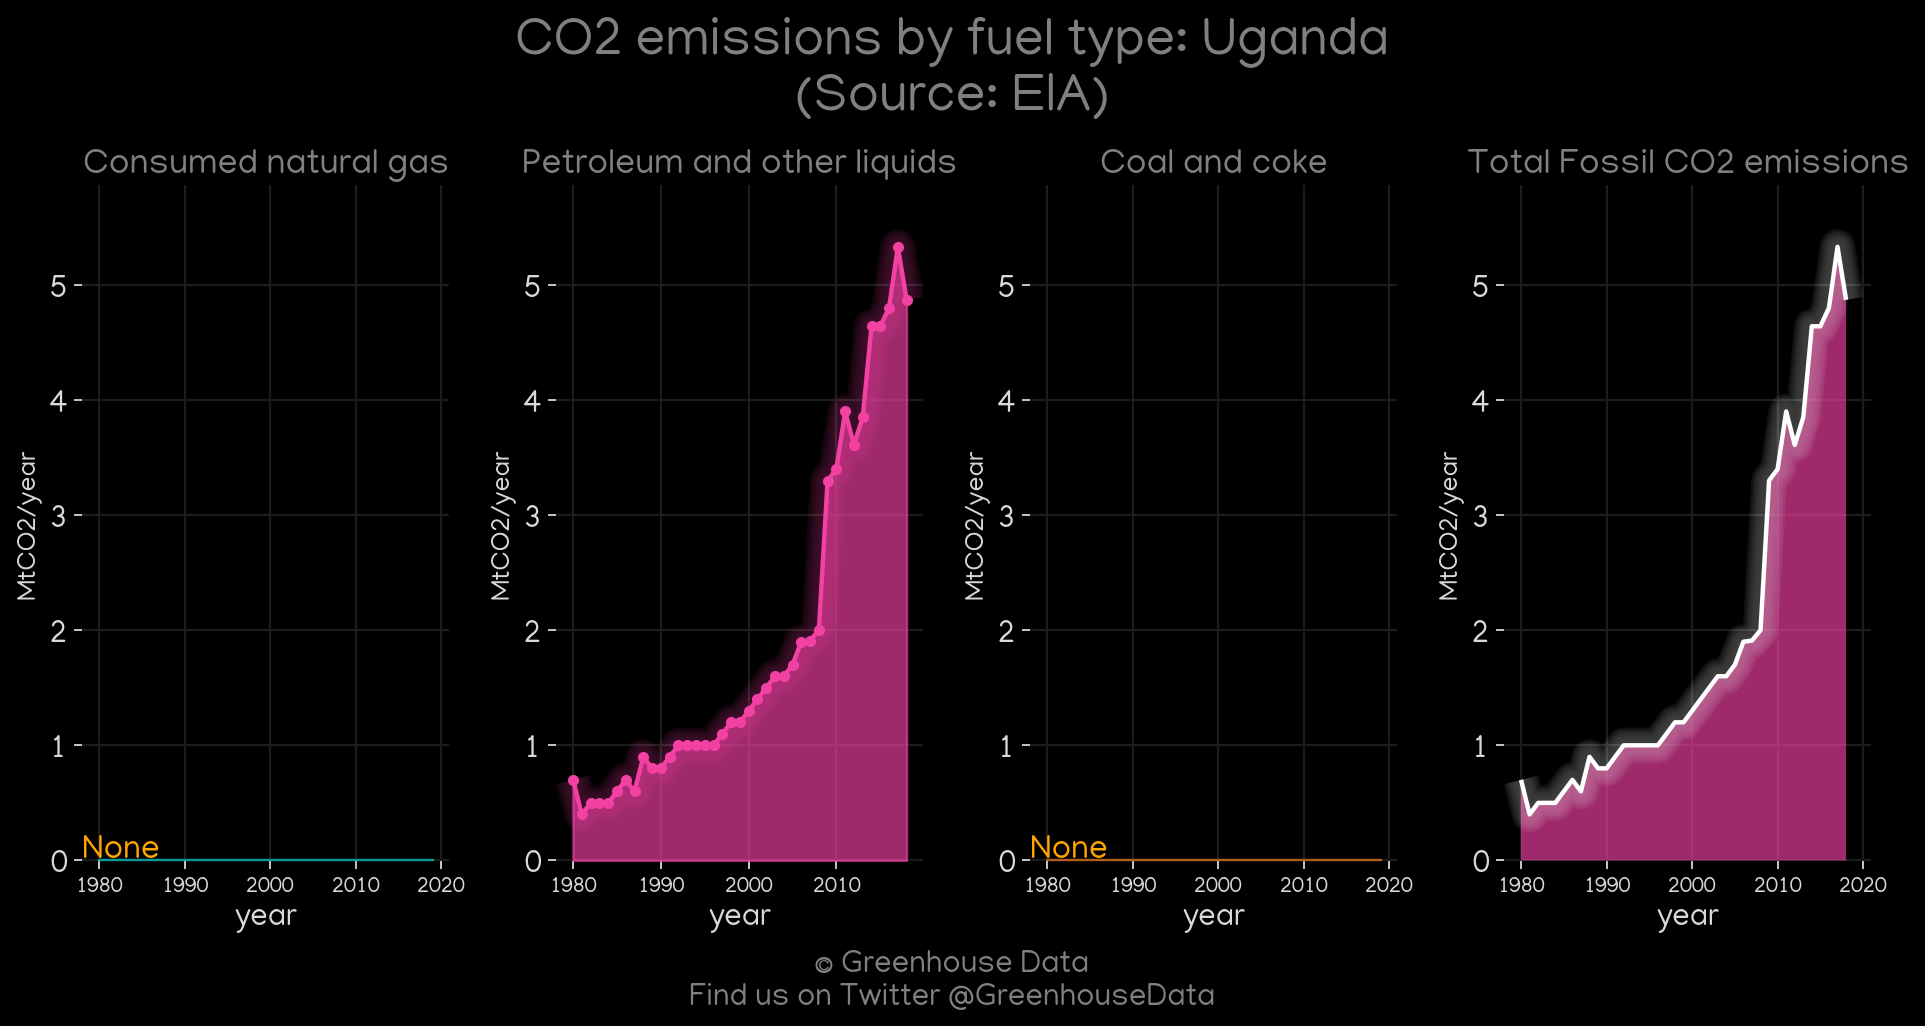 CO2 emissions by fuel type: Uganda
(Source: EIA)
Consumed natural gas
Petroleum and other liquids
Coal and coke
Total Fossil CO2 emissions
MtCO2/year
5
4
3
2
1
0
None
1980 1990 2000 2010 2020
year
MtCO2/year
5
4
3
2
1
0
1980 1990 2000 2010
year
MtCO2/year
5
4
3
2
1
0
None
1980 1990 2000 2010 2020
year
MtCO2/year
5
4
3
2
1
0
1980 1990 2000 2010 2020
year
© Greenhouse Data
Find us on Twitter @GreenhouseData